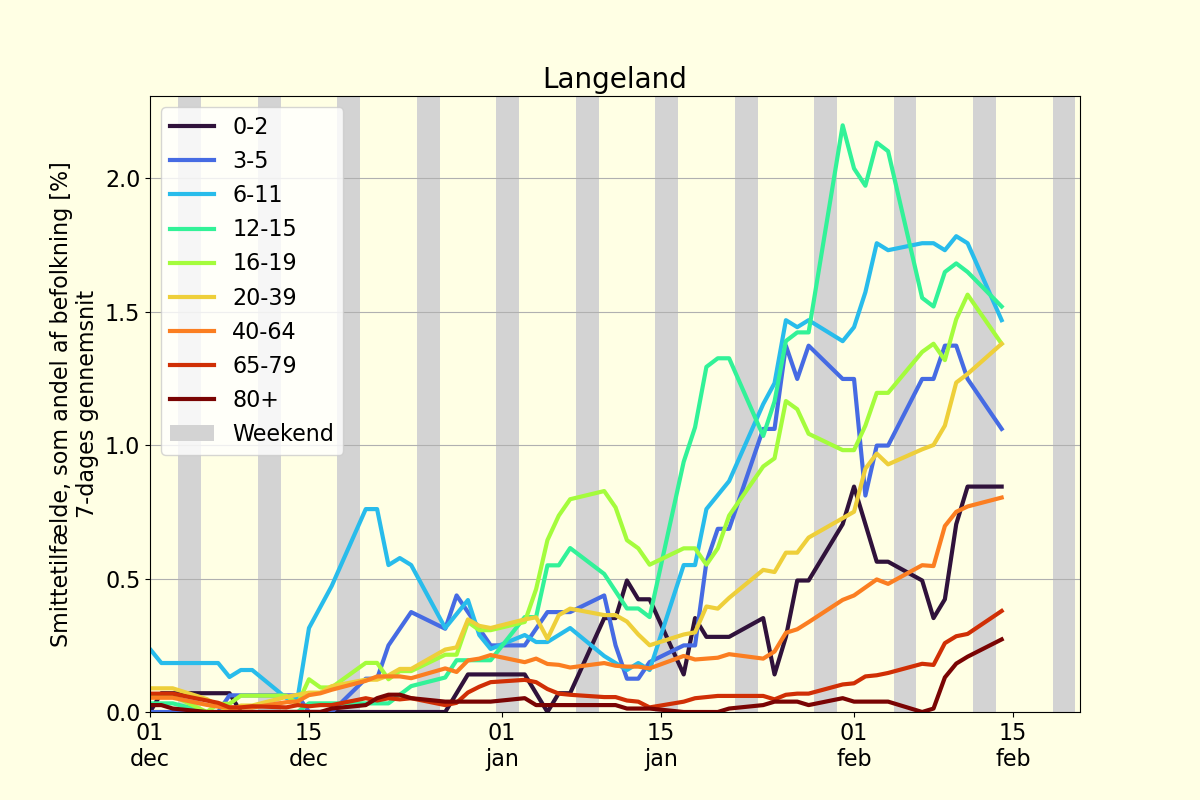 Langeland
Smittetilfælde, som andel af befolkning [%]
7-dages gennemsnit
2.0
1.5
1.0
0.5
0.0
0-2
3-5
6-11
12-15
16-19
20-39
40-64
65-79
80+
Weekend
01
dec
15
dec
01
jan
15
jan
01
feb
15
feb